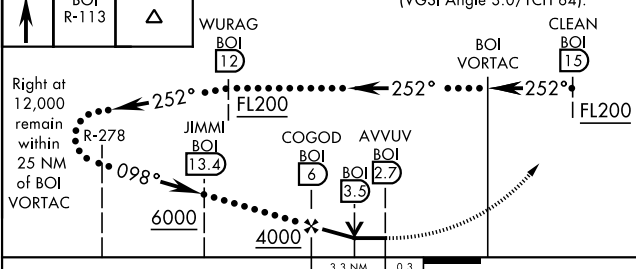 BOI
R-113
(VGSI Angle 3.0/TCH 64).
WURAG
BOI
12
BOI
VORTAC
CLEAN
BOI
15
252°
252°
252°
FL200
FL200
Right at
12,000
remain
within
25 NM
of BOI
VORTAC
R-278
098°
JIMMI
BOI
13.4
COGOD
BOI
6
AVVUV
BOI
2.7
3.5
6000
4000
3.3 NM
0.3